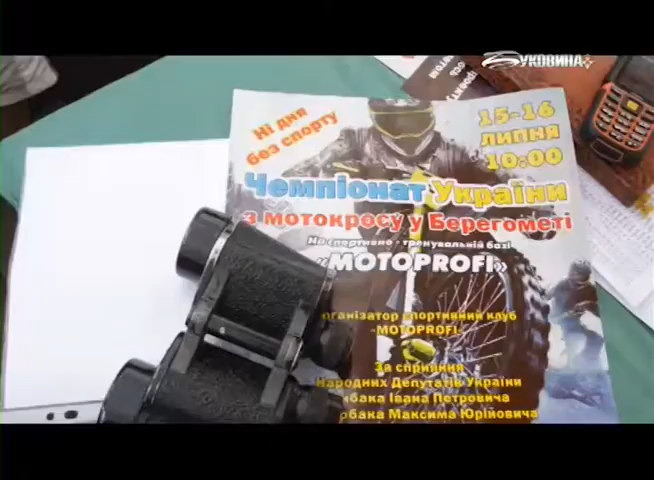 БУКОВИНА
Ні дня
без спорту
15-16
липня
10:00
Чемпіонат України
з мотокросу у Берегометі
На спортивно - тренувальній базі
«MOTOPROFI»
організатор спортивний клуб
"MOTOPROFI"
За сприяння
Народних Депутатів України
Івана Петровича
Максима Юрійовича